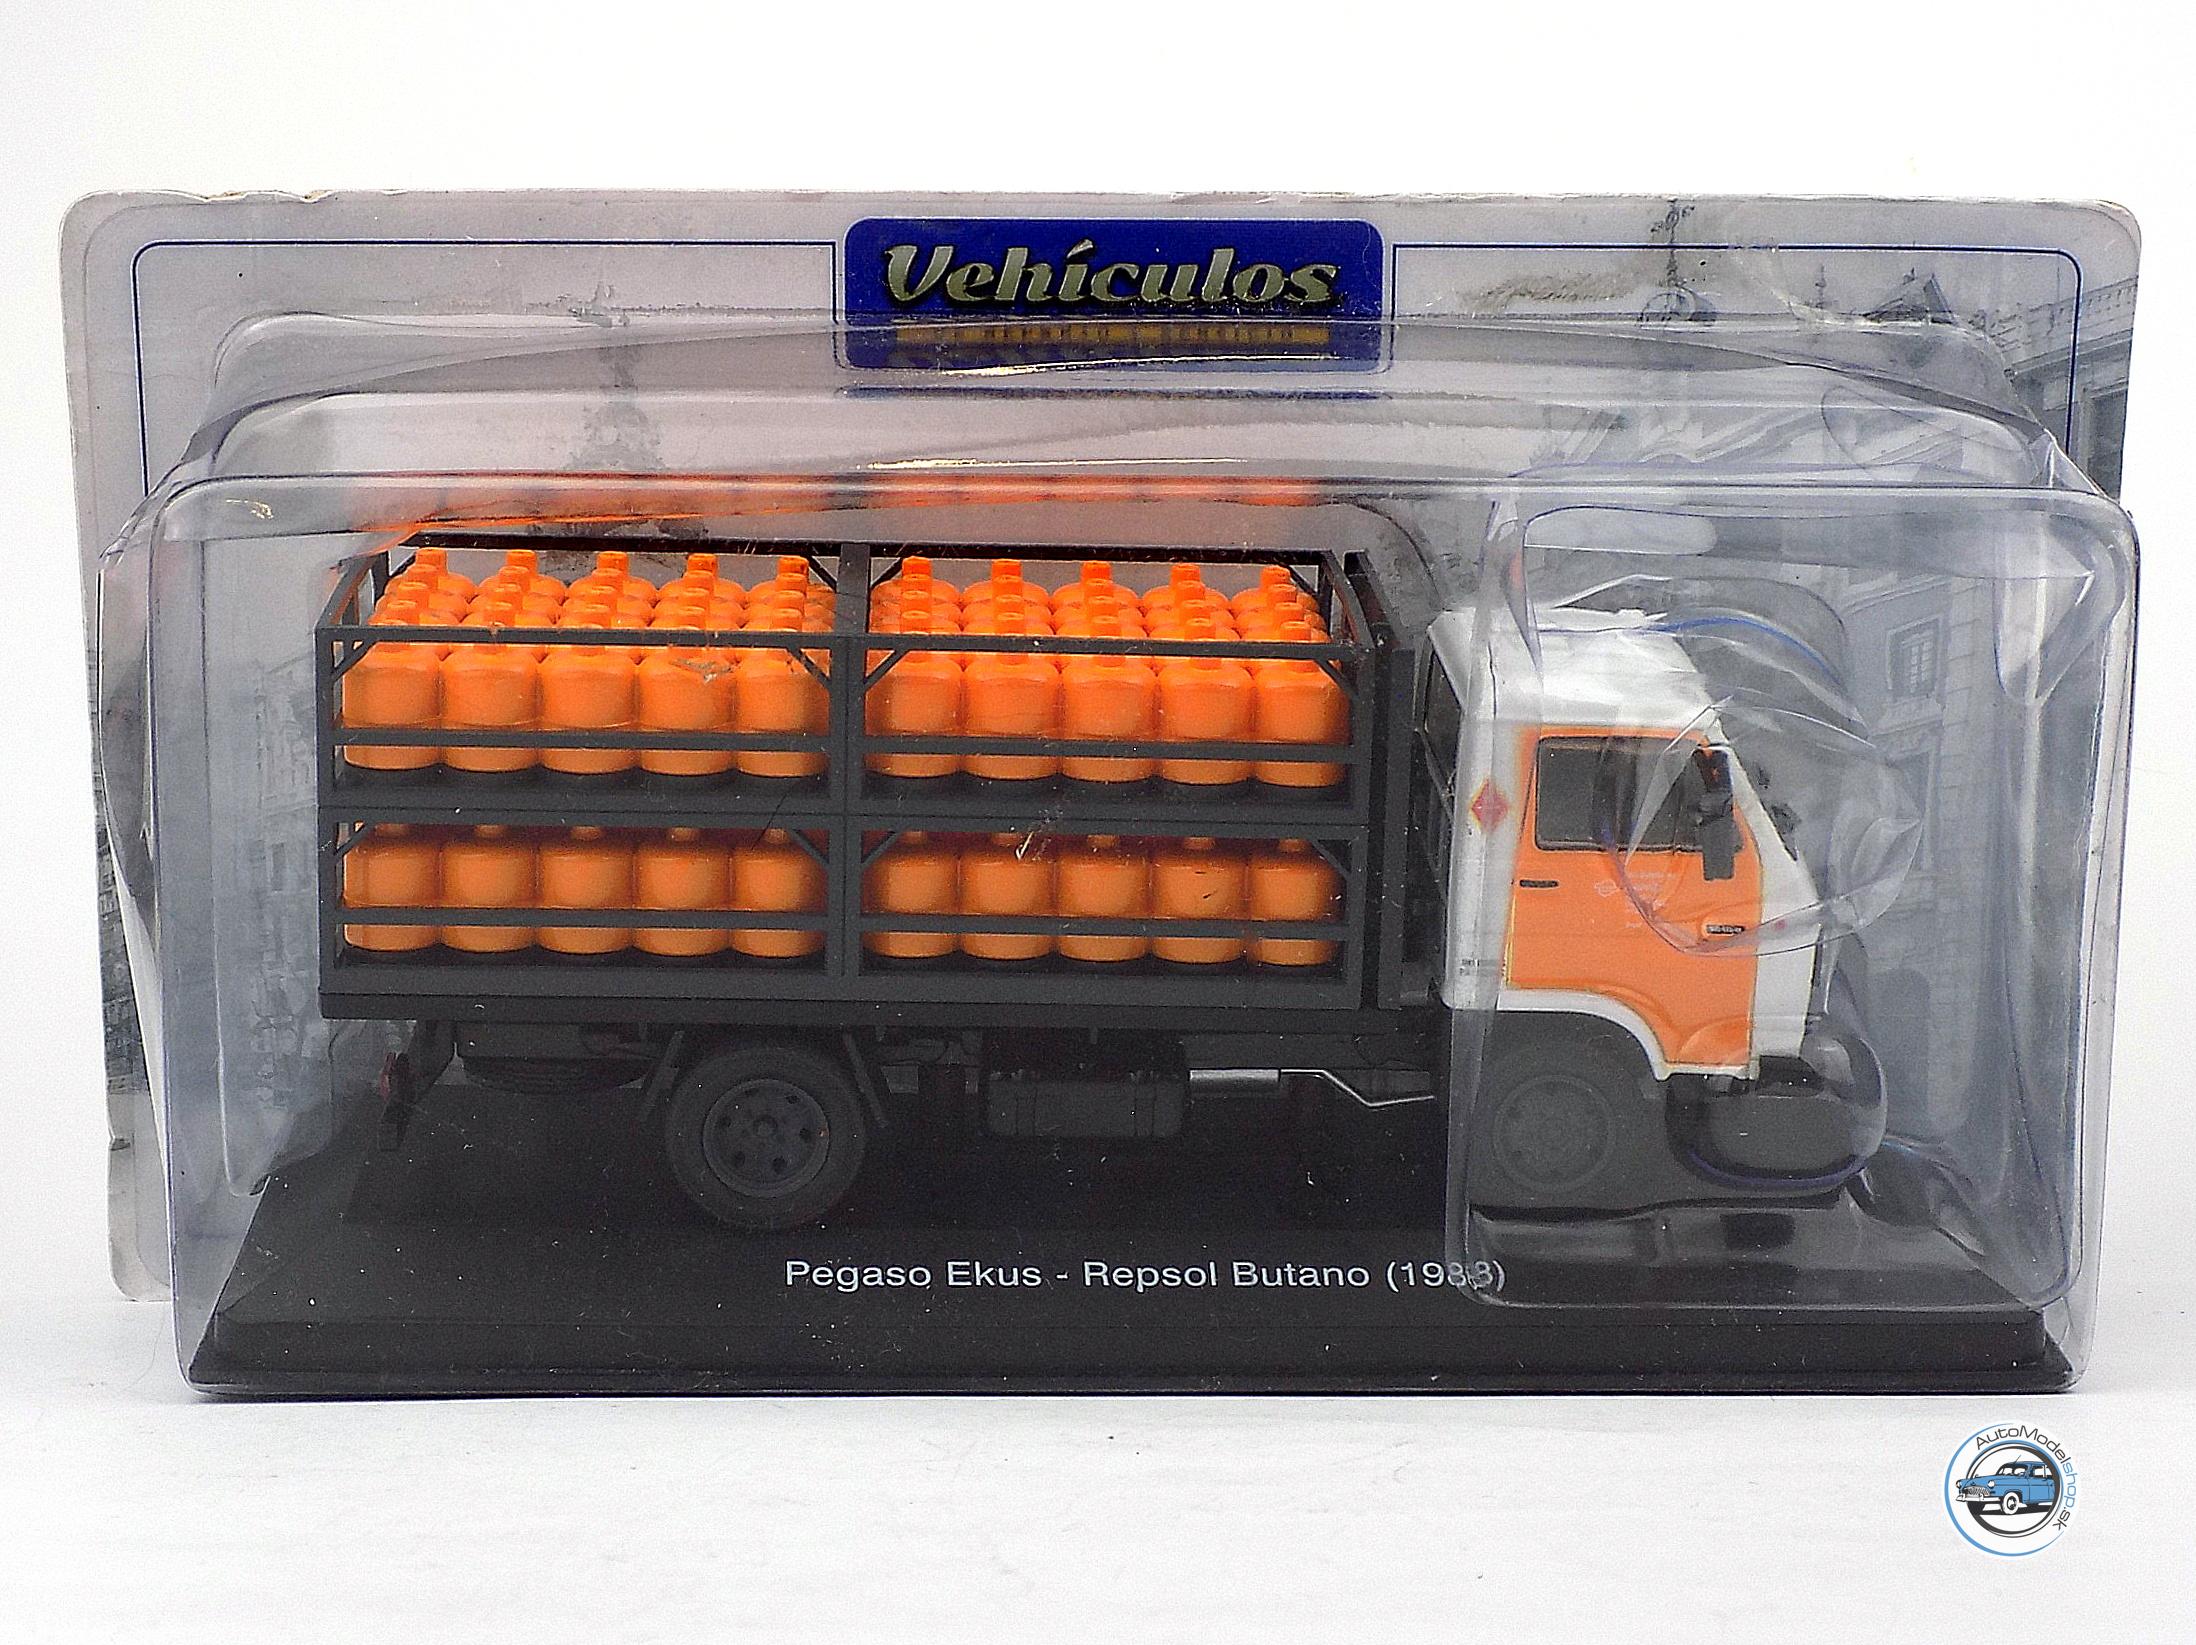 Vehículos
Pegaso Ekus - Repsol Butano (1988)
AutoModelshop.sk